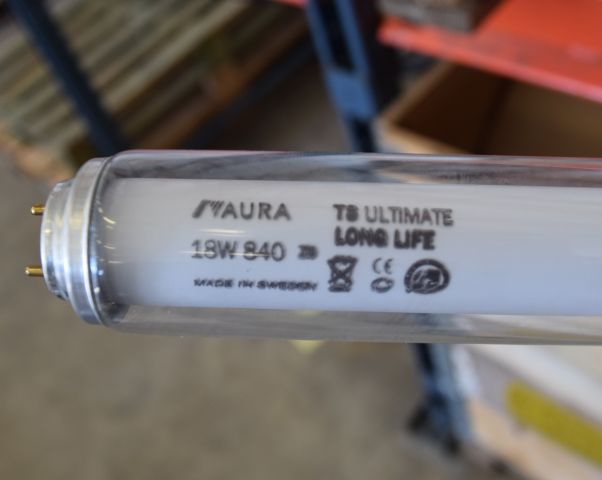 AURA
T8 ULTIMATE
LONG LIFE
18W 840
MADE IN SWEDEN
CE